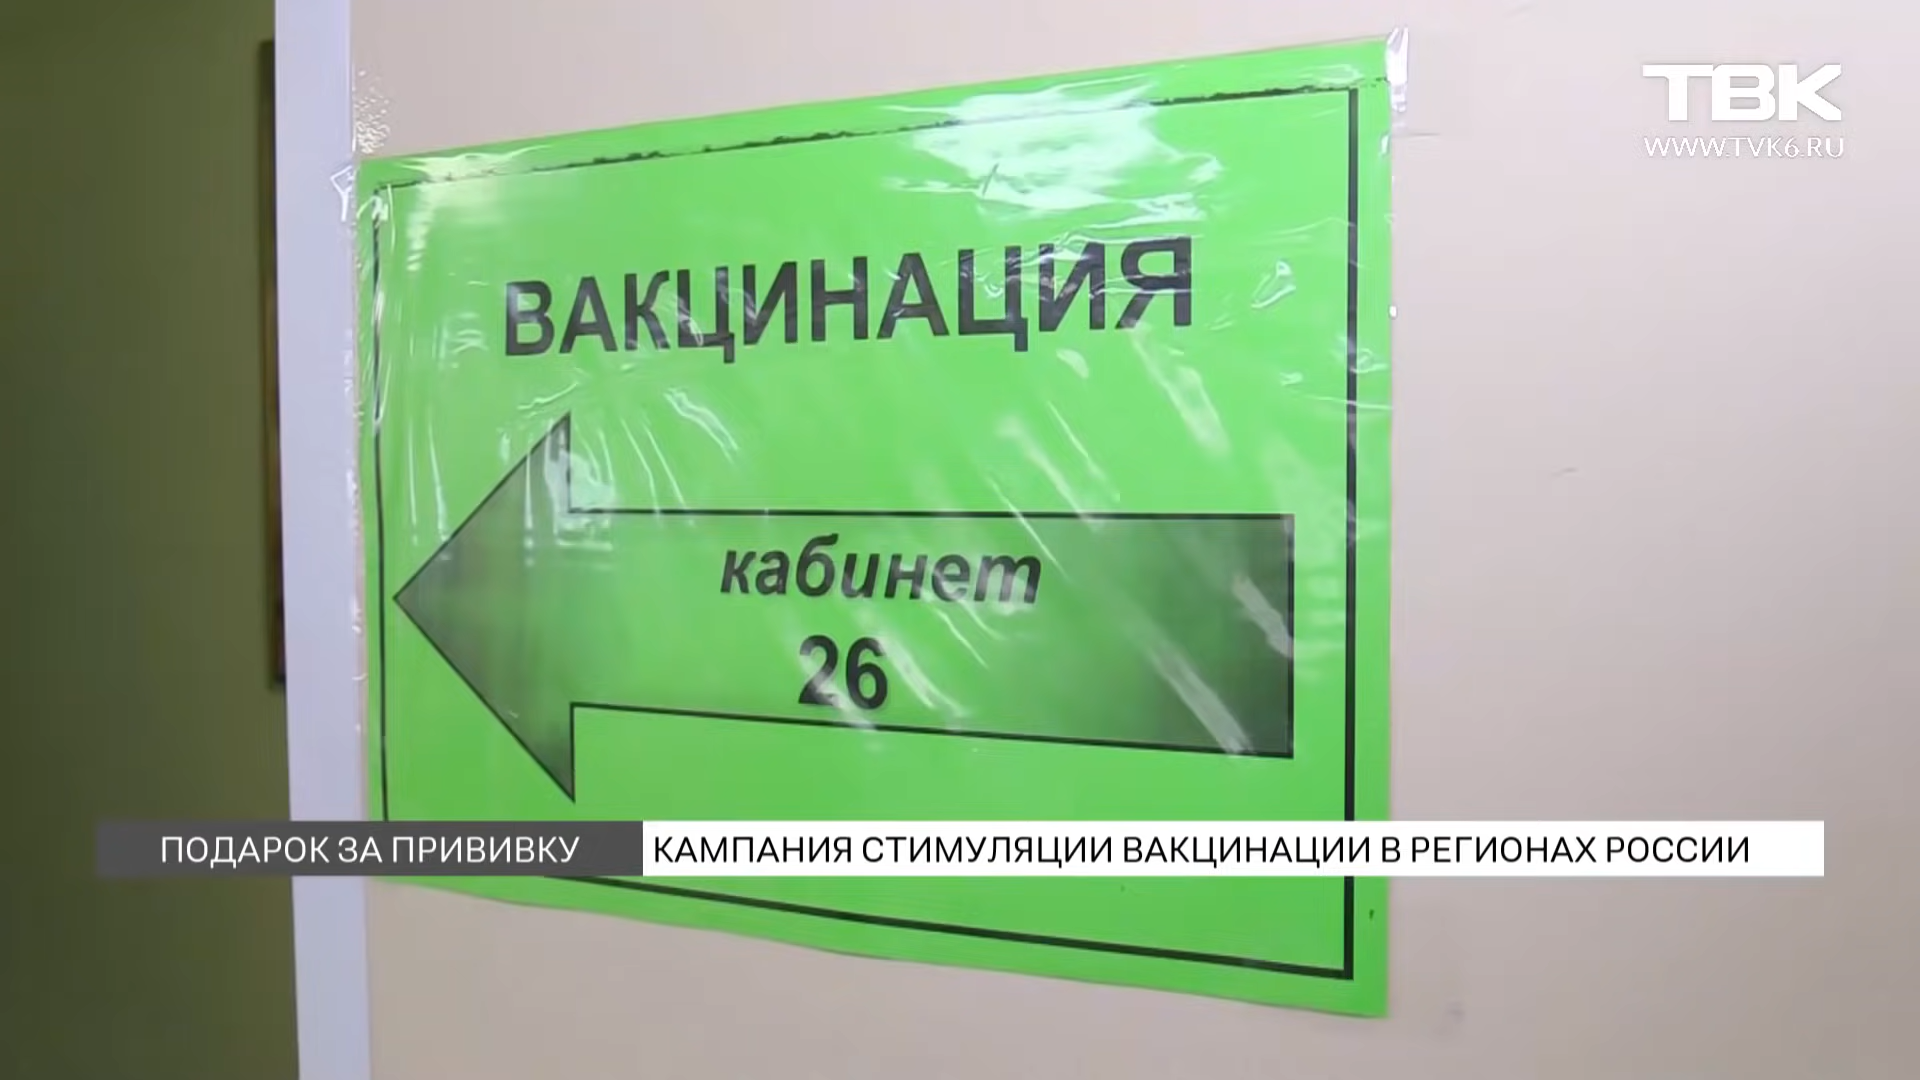 ТВК
WWW.TVK6.RU
ВАКЦИНАЦИЯ
кабинет
26
ПОДАРОК ЗА ПРИВИВКУ
КАМПАНИЯ СТИМУЛЯЦИИ ВАКЦИНАЦИИ В РЕГИОНАХ РОССИИ